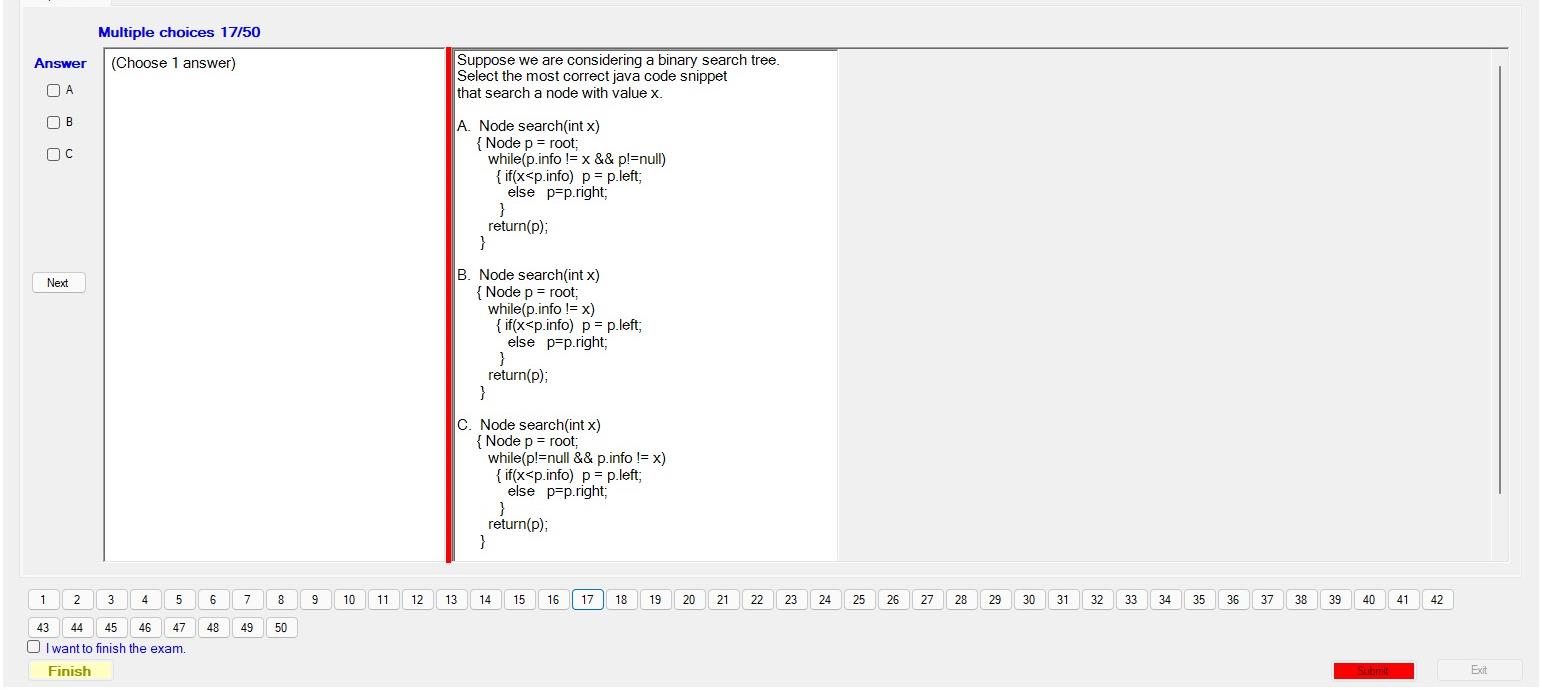 Multiple choices 17/50
Answer
(Choose 1 answer)
A
B
C
Next
Suppose we are considering a binary search tree.
Select the most correct java code snippet
that search a node with value x.
A. Node search(int x)
{ Node p = root;
while(p.info != x && p!=null)
{ if(x<p.info) p = p.left;
else p=p.right;
}
return(p);
}
B. Node search(int x)
{ Node p = root;
while(p.info != x)
{ if(x<p.info) p = p.left;
else p=p.right;
}
return(p);
}
C. Node search(int x)
{ Node p = root;
while(p!=null && p.info != x)
{ if(x<p.info) p = p.left;
else p=p.right;
}
return(p);
}
1 2 3 4 5 6 7 8 9 10 11 12 13 14 15 16 17 18 19 20 21 22 23 24 25 26 27 28 29 30 31 32 33 34 35 36 37 38 39 40 41 42
43 44 45 46 47 48 49 50
I want to finish the exam.
Finish
Submit
Exit